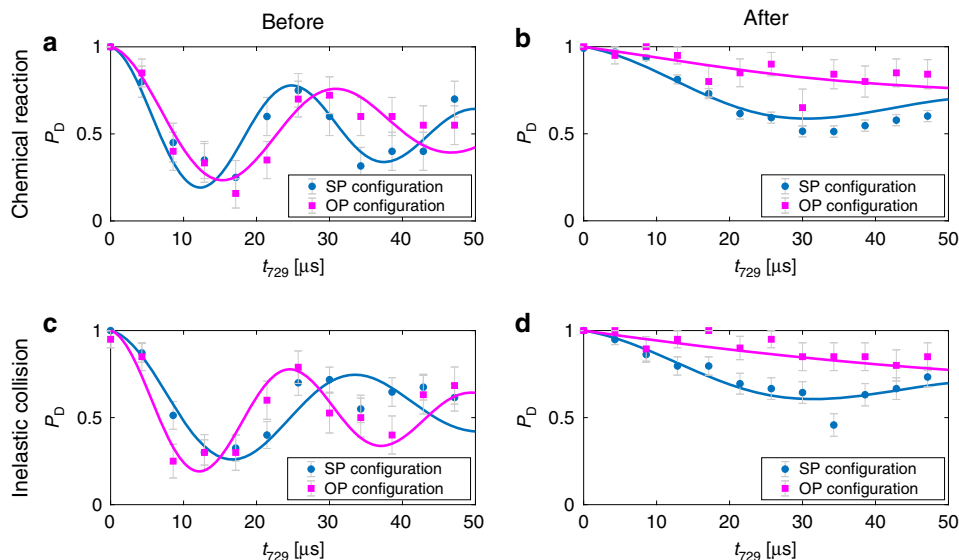 Before
After
Chemical reaction
a
1
0.5
0
P_D
0 10 20 30 40 50
t_729 [µs]
SP configuration
OP configuration
b
1
0.5
0
P_D
0 10 20 30 40 50
t_729 [µs]
SP configuration
OP configuration
Inelastic collision
c
1
0.5
0
P_D
0 10 20 30 40 50
t_729 [µs]
SP configuration
OP configuration
d
1
0.5
0
P_D
0 10 20 30 40 50
t_729 [µs]
SP configuration
OP configuration